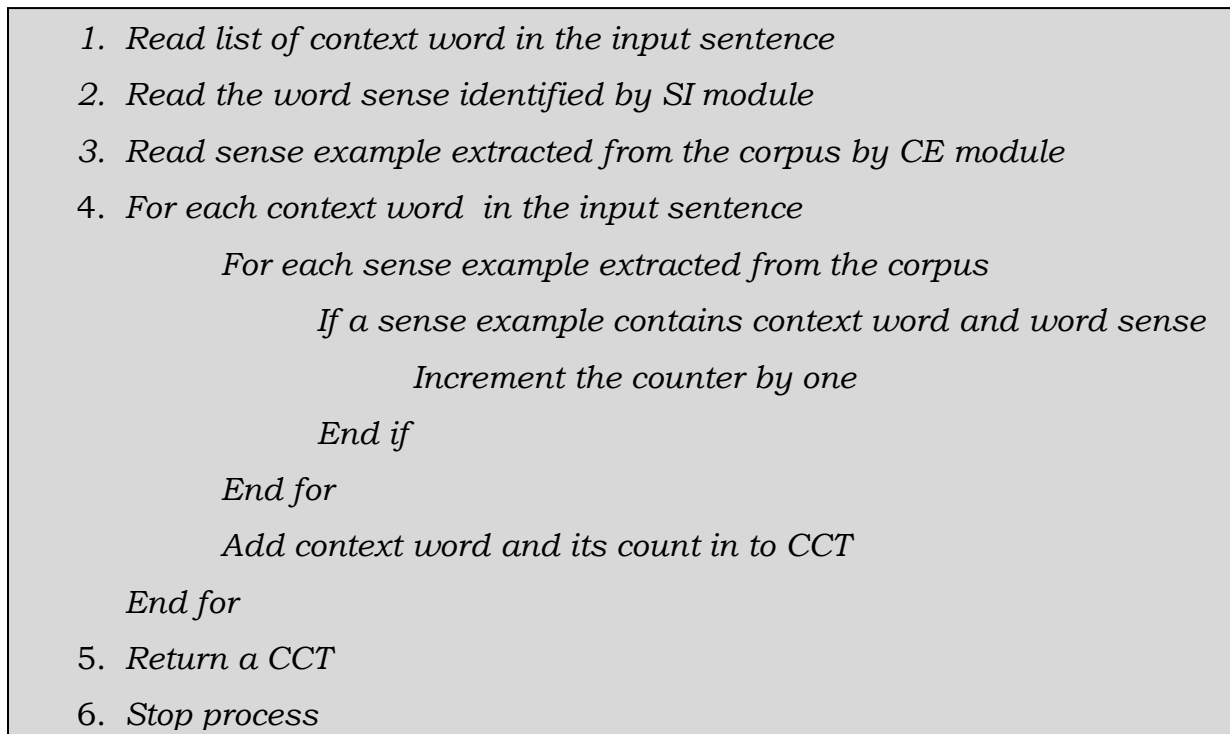 1. Read list of context word in the input sentence
2. Read the word sense identified by SI module
3. Read sense example extracted from the corpus by CE module
4. For each context word in the input sentence
For each sense example extracted from the corpus
If a sense example contains context word and word sense
Increment the counter by one
End if
End for
Add context word and its count in to CCT
End for
5. Return a CCT
6. Stop process